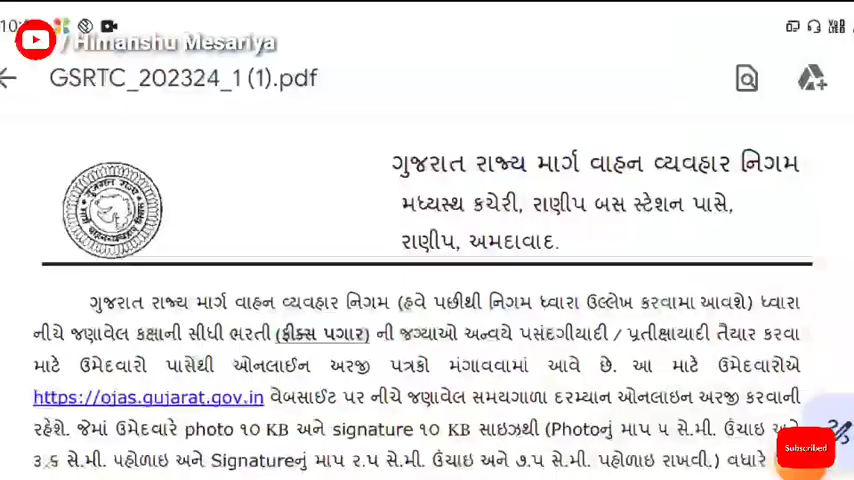 10:
/ Himanshu Mesariya
GSRTC_202324_1 (1).pdf
ગુજરાત રાજ્ય માર્ગ વાહન વ્યવહાર નિગમ
મધ્યસ્થ કચેરી, રાણીપ બસ સ્ટેશન પાસે,
રાણીપ, અમદાવાદ.
ગુજરાત રાજ્ય માર્ગ વાહન વ્યવહાર નિગમ (હવે પછીથી નિગમ ધ્વારા ઉલ્લેખ કરવામા આવશે) ધ્વારા
નીચે જણાવેલ કક્ષાની સીધી ભરતી (ફીક્સ પગાર) ની જગ્યાઓ અન્વયે પસંદગીયાદી / પ્રતીક્ષાયાદી તૈયાર કરવા
માટે ઉમેદવારો પાસેથી ઓનલાઈન અરજી પત્રકો મંગાવવામાં આવે છે. આ માટે ઉમેદવારોએ
https://ojas.gujarat.gov.in વેબસાઈટ પર નીચે જણાવેલ સમયગાળા દરમ્યાન ઓનલાઇન અરજી કરવાની
રહેશે. જેમાં ઉમેદવારે photo ૧૦ KB અને signature ૧૦ KB સાઇઝથી (Photoનું માપ ૫ સે.મી. ઉંચાઇ અને
૩.૬ સે.મી. પહોળાઇ અને Signatureનું માપ ૨.૫ સે.મી. ઉંચાઇ અને ૭.૫ સે.મી. પહોળાઇ રાખવી.) વધારે
Subscribed